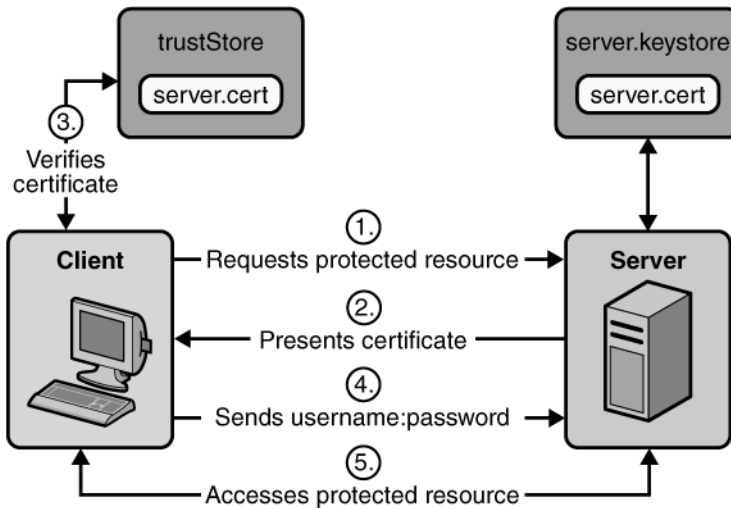 trustStore
server.cert
server.keystore
server.cert
3.
Verifies
certificate
Client
Server
1.
Requests protected resource
2.
Presents certificate
4.
Sends username:password
5.
Accesses protected resource